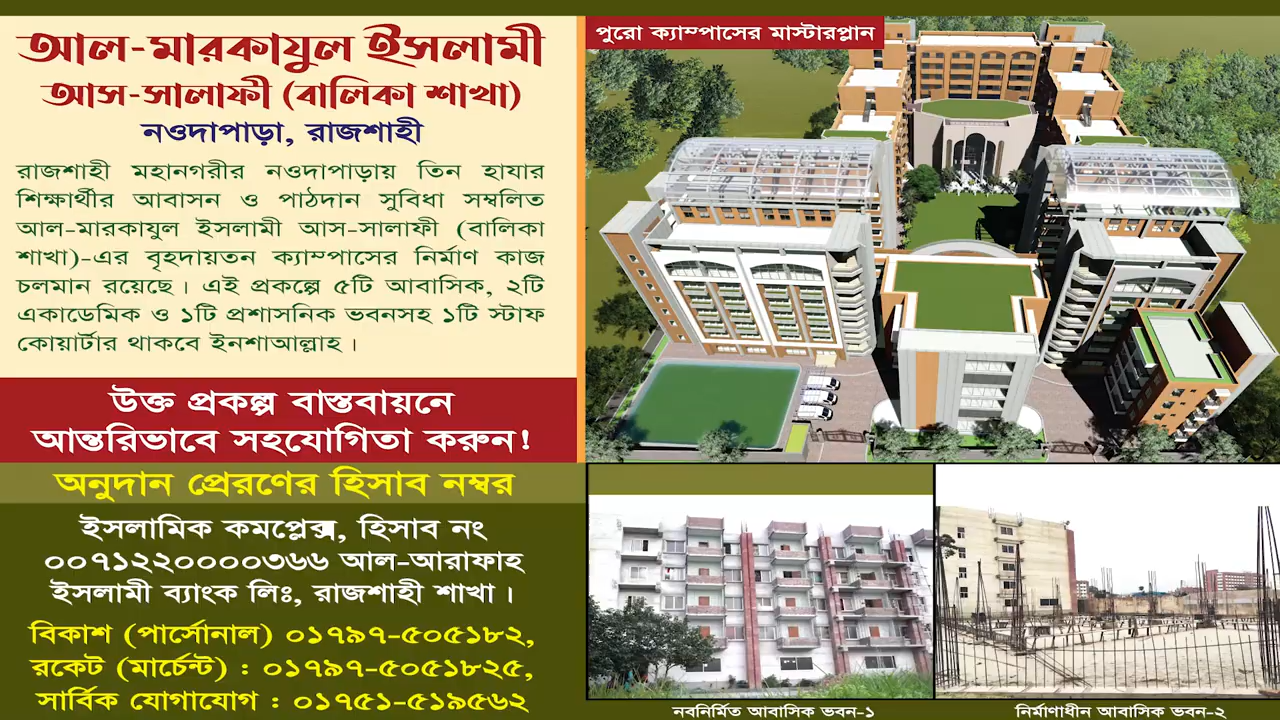 আল-মারকাযুল ইসলামী
আস-সালাফী (বালিকা শাখা)
নওদাপাড়া, রাজশাহী
রাজশাহী মহানগরীর নওদাপাড়ায় তিন হাযার
শিক্ষার্থীর আবাসন ও পাঠদান সুবিধা সম্বলিত
আল-মারকাযুল ইসলামী আস-সালাফী (বালিকা
শাখা)-এর বৃহদায়তন ক্যাম্পাসের নির্মাণ কাজ
চলমান রয়েছে। এই প্রকল্পে ৫টি আবাসিক, ২টি
একাডেমিক ও ১টি প্রশাসনিক ভবনসহ ১টি স্টাফ
কোয়ার্টার থাকবে ইনশাআল্লাহ।
উক্ত প্রকল্প বাস্তবায়নে
আন্তরিভাবে সহযোগিতা করুন!
অনুদান প্রেরণের হিসাব নম্বর
ইসলামিক কমপ্লেক্স, হিসাব নং
০০৭১২২০০০০৩৬৬ আল-আরাফাহ
ইসলামী ব্যাংক লিঃ, রাজশাহী শাখা।
বিকাশ (পার্সোনাল) ০১৭৯৭-৫০৫১৮২,
রকেট (মার্চেন্ট) : ০১৭৯৭-৫০৫১৮২৫,
সার্বিক যোগাযোগ : ০১৭৫১-৫১৯৫৬২
পুরো ক্যাম্পাসের মাস্টারপ্লান
নবনির্মিত আবাসিক ভবন-১
নির্মাণাধীন আবাসিক ভবন-২